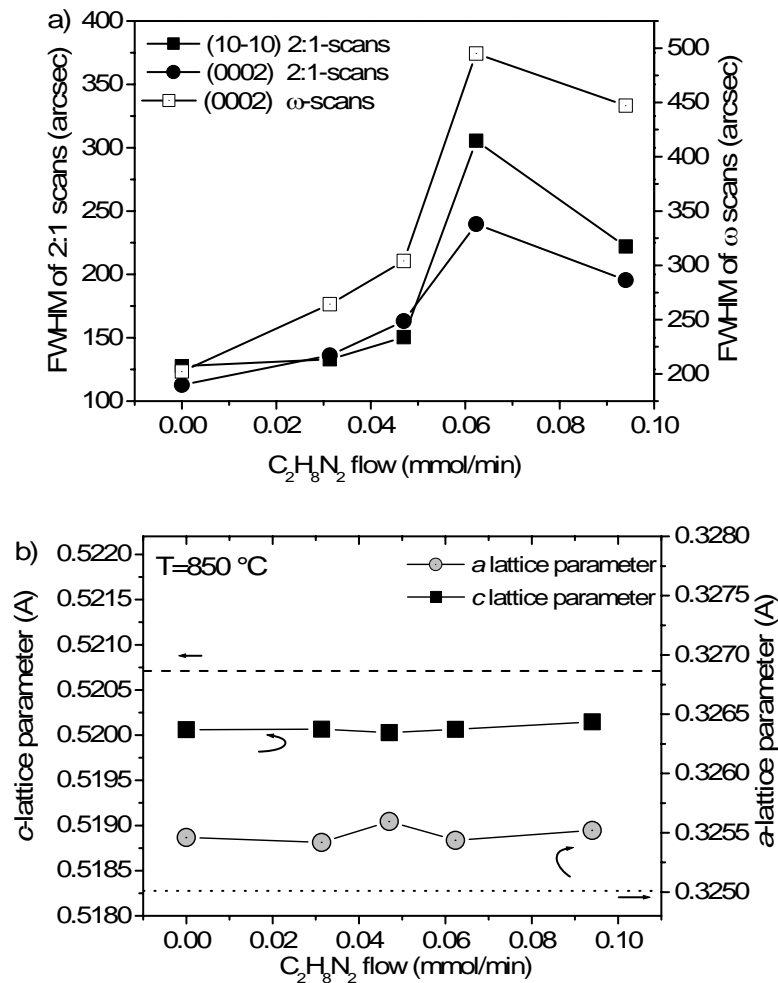 a)
(10-10) 2:1-scans
(0002) 2:1-scans
(0002) ω-scans
FWHM of 2:1 scans (arcsec)
400
350
300
250
200
150
100
FWHM of ω scans (arcsec)
500
450
400
350
300
250
200
0.00 0.02 0.04 0.06 0.08 0.10
C₂H₈N₂ flow (mmol/min)
b)
T=850 °C
a lattice parameter
c lattice parameter
c-lattice parameter (A)
0.5220
0.5215
0.5210
0.5205
0.5200
0.5195
0.5190
0.5185
0.5180
a-lattice parameter (A)
0.3280
0.3275
0.3270
0.3265
0.3260
0.3255
0.3250
0.00 0.02 0.04 0.06 0.08 0.10
C₂H₈N₂ flow (mmol/min)